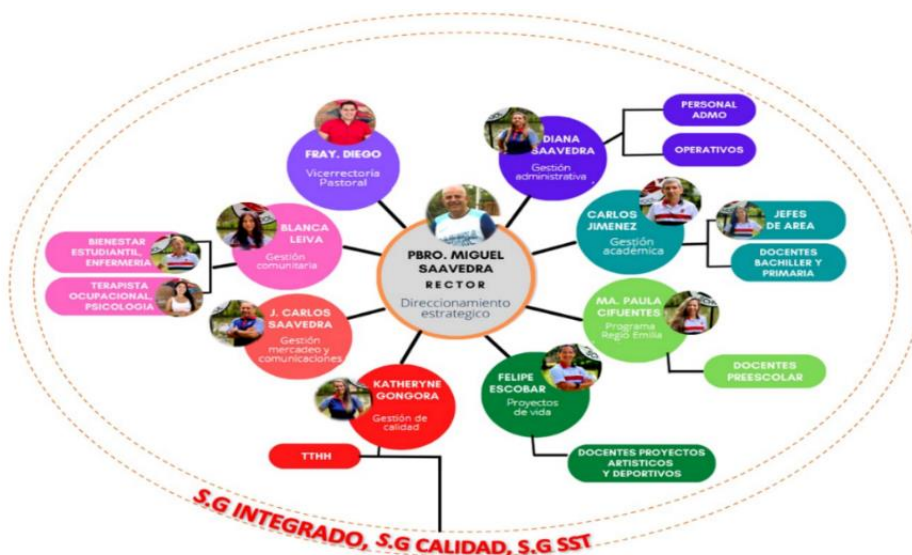 FRAY. DIEGO
Vicerrectoría
Pastoral
DIANA
SAAVEDRA
Gestión
administrativa .
PERSONAL
ADMO
OPERATIVOS
BLANCA
LEIVA
Gestión
comunitaria
BIENESTAR
ESTUDIANTIL,
ENFERMERIA
TERAPISTA
OCUPACIONAL,
PSICOLOGIA
PBRO. MIGUEL
SAAVEDRA
RECTOR
Direccionamiento
estrategico
CARLOS
JIMENEZ
Gestión
académica
JEFES
DE AREA
DOCENTES
BACHILLER Y
PRIMARIA
J. CARLOS
SAAVEDRA
Gestión
mercadeo y
comunicaciones
MA. PAULA
CIFUENTES
Programa
Regio Emilia
DOCENTES
PREESCOLAR
KATHERYNE
GONGORA
Gestión de
calidad
TTHH
FELIPE
ESCOBAR
Proyectos
de vida
DOCENTES PROYECTOS
ARTISTICOS
Y DEPORTIVOS
S.G INTEGRADO, S.G CALIDAD, S.G SST